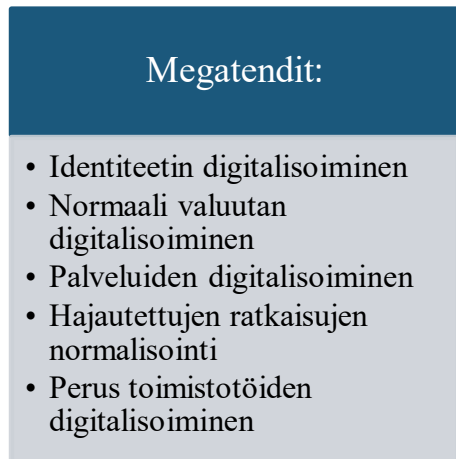 Megatendit:
• Identiteetin digitalisoiminen
• Normaali valuutan
digitalisoiminen
• Palveluiden digitalisoiminen
• Hajautettujen ratkaisujen
normalisointi
• Perus toimistotöiden
digitalisoiminen